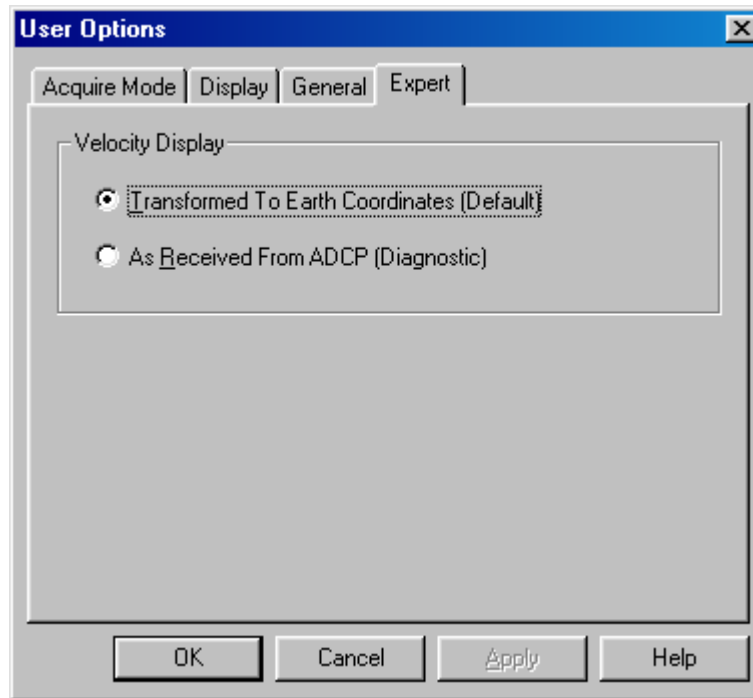 User Options
Acquire Mode Display General Expert
Velocity Display
Transformed To Earth Coordinates (Default)
As Received From ADCP (Diagnostic)
OK Cancel Apply Help